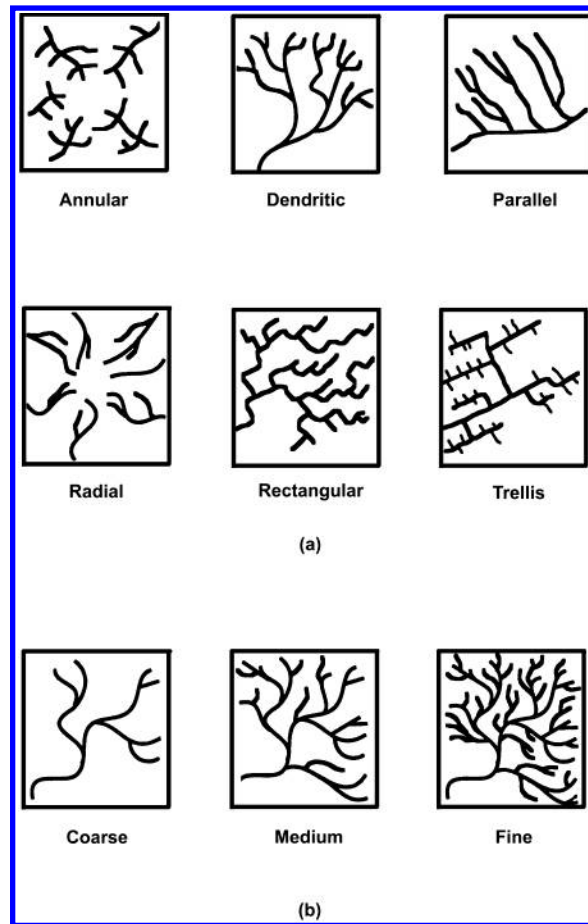 Annular Dendritic Parallel
Radial Rectangular Trellis
(a)
Coarse Medium Fine
(b)